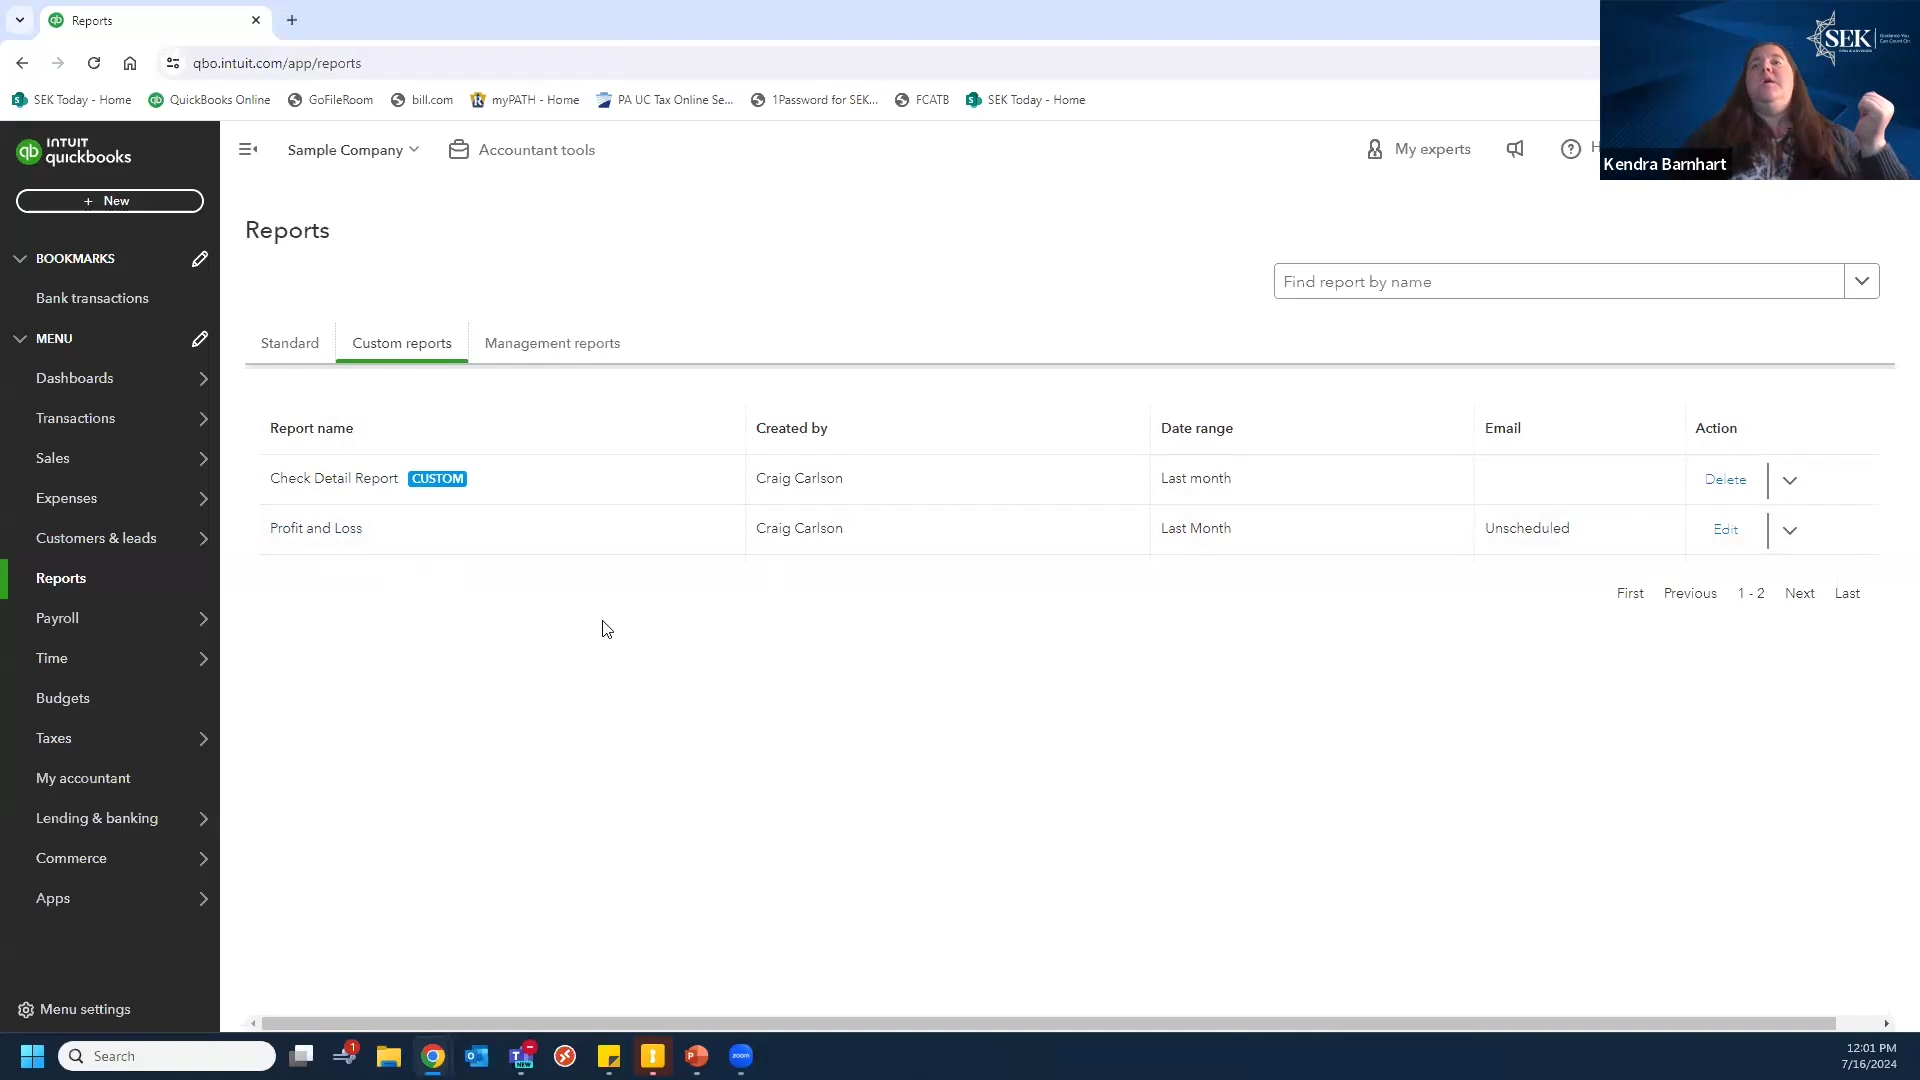 Reports
qbo.intuit.com/app/reports
SEK Today - Home
QuickBooks Online
GoFileRoom
bill.com
myPATH - Home
PA UC Tax Online Se...
1Password for SEK...
FCATB
SEK Today - Home
SEK
Kendra Barnhart
INTUIT
quickbooks
Sample Company
Accountant tools
My experts
H
+ New
BOOKMARKS
Bank transactions
MENU
Dashboards
Transactions
Sales
Expenses
Customers & leads
Reports
Payroll
Time
Budgets
Taxes
My accountant
Lending & banking
Commerce
Apps
Menu settings
Reports
Find report by name
Standard
Custom reports
Management reports
Report name Created by Date range Email Action
Check Detail Report CUSTOM Craig Carlson Last month Delete
Profit and Loss Craig Carlson Last Month Unscheduled Edit
First Previous 1 - 2 Next Last
Search
1
NEW
zoom
12:01 PM
7/16/2024